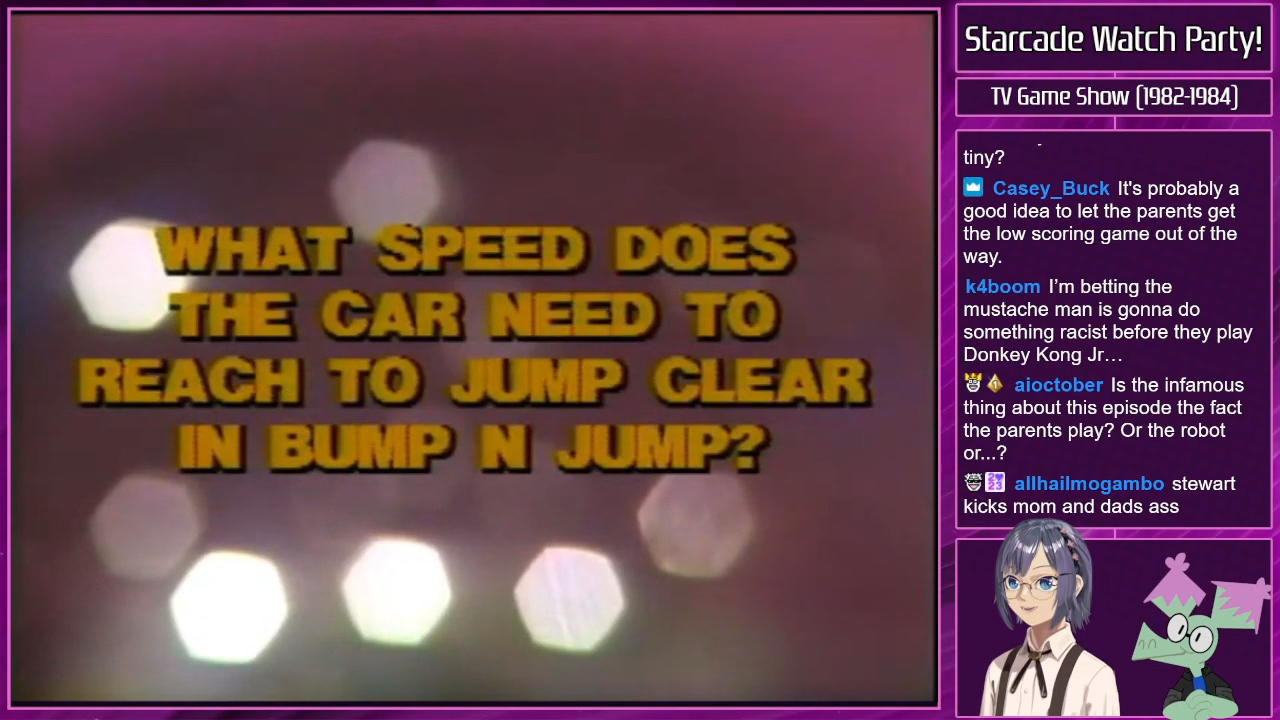 Starcade Watch Party!
TV Game Show (1982-1984)
WHAT SPEED DOES
THE CAR NEED TO
REACH TO JUMP CLEAR
IN BUMP N JUMP?
tiny?
Casey_Buck It's probably a
good idea to let the parents get
the low scoring game out of the
way.
k4boom I’m betting the
mustache man is gonna do
something racist before they play
Donkey Kong Jr…
aioctober Is the infamous
thing about this episode the fact
the parents play? Or the robot
or...?
allhailmogambo stewart
kicks mom and dads ass